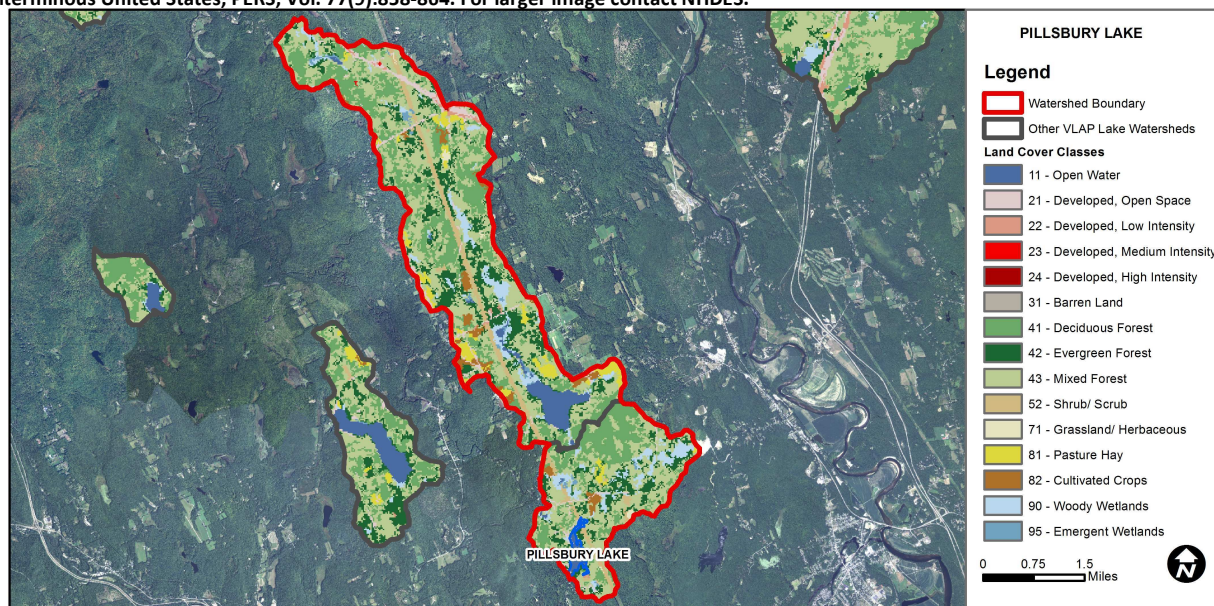 terminous United States, PERS, Vol. 77(9):858-864. For larger image contact NHDES.
PILLSBURY LAKE
Legend
Watershed Boundary
Other VLAP Lake Watersheds
Land Cover Classes
11 - Open Water
21 - Developed, Open Space
22 - Developed, Low Intensity
23 - Developed, Medium Intensity
24 - Developed, High Intensity
31 - Barren Land
41 - Deciduous Forest
42 - Evergreen Forest
43 - Mixed Forest
52 - Shrub/ Scrub
71 - Grassland/ Herbaceous
81 - Pasture Hay
82 - Cultivated Crops
90 - Woody Wetlands
95 - Emergent Wetlands
PILLSBURY LAKE
0 0.75 1.5
Miles
N